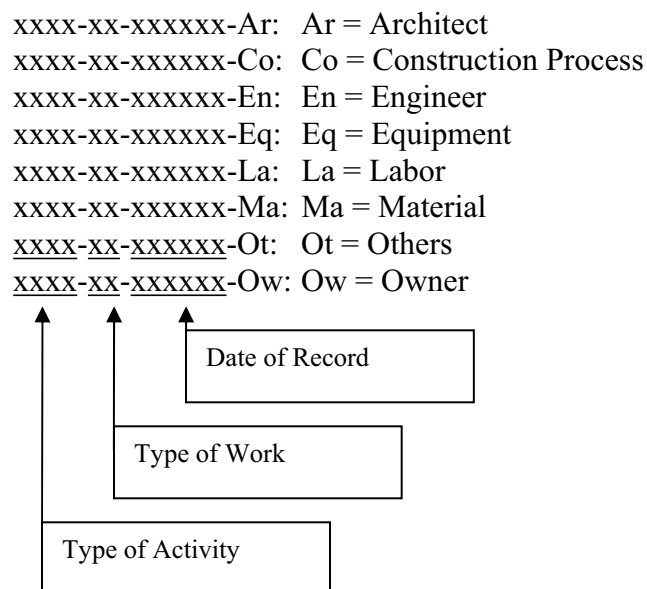 xxxx-xx-xxxxxx-Ar: Ar = Architect
xxxx-xx-xxxxxx-Co: Co = Construction Process
xxxx-xx-xxxxxx-En: En = Engineer
xxxx-xx-xxxxxx-Eq: Eq = Equipment
xxxx-xx-xxxxxx-La: La = Labor
xxxx-xx-xxxxxx-Ma: Ma = Material
xxxx-xx-xxxxxx-Ot: Ot = Others
xxxx-xx-xxxxxx-Ow: Ow = Owner
Date of Record
Type of Work
Type of Activity